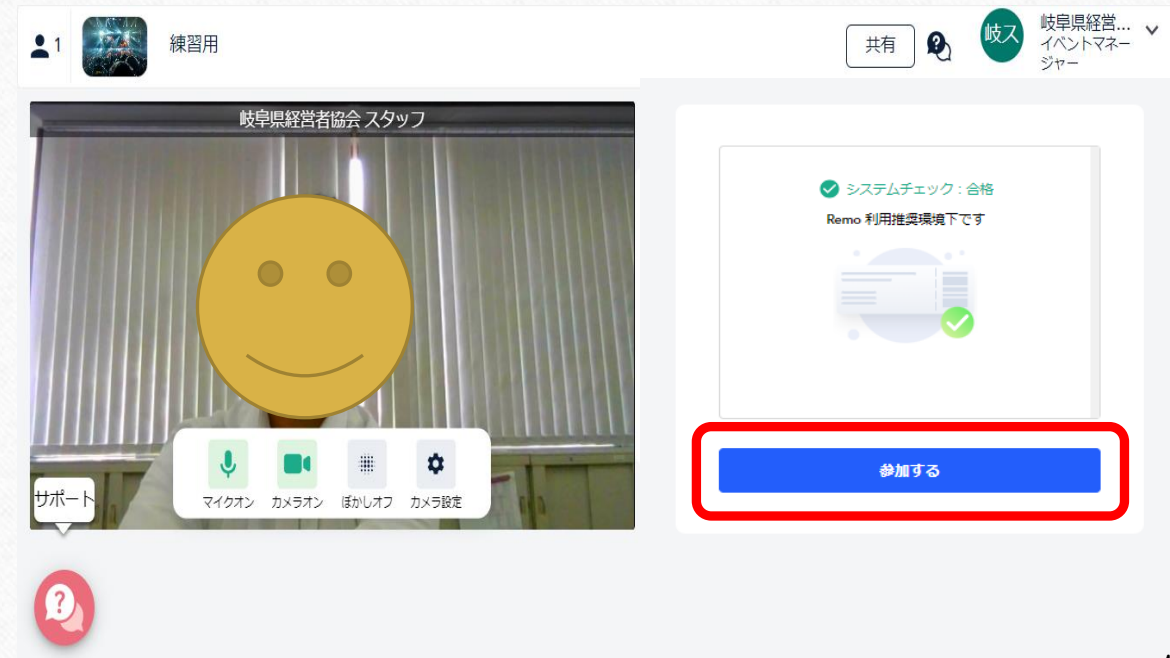 1
練習用
共有
岐ス
岐阜県経営...
イベントマネー
ジャー
岐阜県経営者協会 スタッフ
システムチェック : 合格
Remo 利用推奨環境下です
マイクオン
カメラオン
ぼかしオフ
カメラ設定
参加する
サポート
?